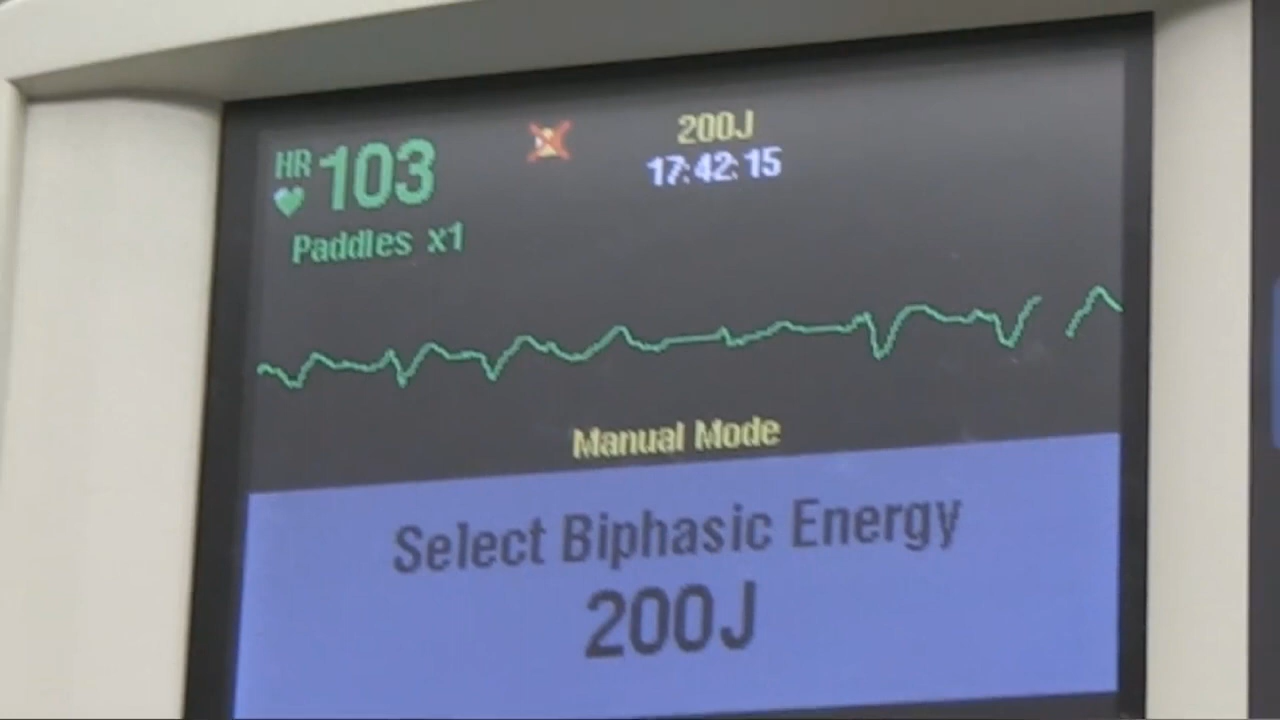 HR 103
200J
17:42:15
Paddles x1
Manual Mode
Select Biphasic Energy
200J